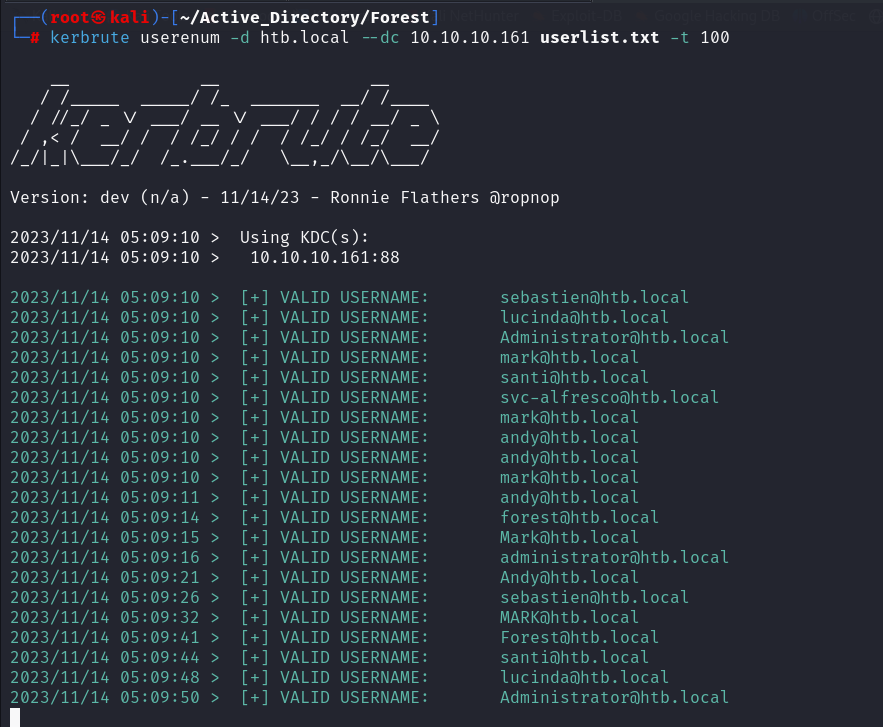 ┌──(root㉿kali)-[~/Active_Directory/Forest]
└─# kerbrute userenum -d htb.local --dc 10.10.10.161 userlist.txt -t 100
    __             __               __
   / /_____  _____/ /_  _______  __/ /____
  / //_/ _ \/ ___/ __ \/ ___/ / / / __/ _ \
 / ,< /  __/ /  / /_/ / /  / /_/ / /_/  __/
/_/|_|\___/_/  /_.___/_/   \__,_/\__/\___/
Version: dev (n/a) - 11/14/23 - Ronnie Flathers @ropnop
2023/11/14 05:09:10 >  Using KDC(s):
2023/11/14 05:09:10 >   10.10.10.161:88
2023/11/14 05:09:10 >  [+] VALID USERNAME:       sebastien@htb.local
2023/11/14 05:09:10 >  [+] VALID USERNAME:       lucinda@htb.local
2023/11/14 05:09:10 >  [+] VALID USERNAME:       Administrator@htb.local
2023/11/14 05:09:10 >  [+] VALID USERNAME:       mark@htb.local
2023/11/14 05:09:10 >  [+] VALID USERNAME:       santi@htb.local
2023/11/14 05:09:10 >  [+] VALID USERNAME:       svc-alfresco@htb.local
2023/11/14 05:09:10 >  [+] VALID USERNAME:       mark@htb.local
2023/11/14 05:09:10 >  [+] VALID USERNAME:       andy@htb.local
2023/11/14 05:09:10 >  [+] VALID USERNAME:       andy@htb.local
2023/11/14 05:09:10 >  [+] VALID USERNAME:       mark@htb.local
2023/11/14 05:09:11 >  [+] VALID USERNAME:       andy@htb.local
2023/11/14 05:09:14 >  [+] VALID USERNAME:       forest@htb.local
2023/11/14 05:09:15 >  [+] VALID USERNAME:       Mark@htb.local
2023/11/14 05:09:16 >  [+] VALID USERNAME:       administrator@htb.local
2023/11/14 05:09:21 >  [+] VALID USERNAME:       Andy@htb.local
2023/11/14 05:09:26 >  [+] VALID USERNAME:       sebastien@htb.local
2023/11/14 05:09:32 >  [+] VALID USERNAME:       MARK@htb.local
2023/11/14 05:09:41 >  [+] VALID USERNAME:       Forest@htb.local
2023/11/14 05:09:44 >  [+] VALID USERNAME:       santi@htb.local
2023/11/14 05:09:48 >  [+] VALID USERNAME:       lucinda@htb.local
2023/11/14 05:09:50 >  [+] VALID USERNAME:       Administrator@htb.local